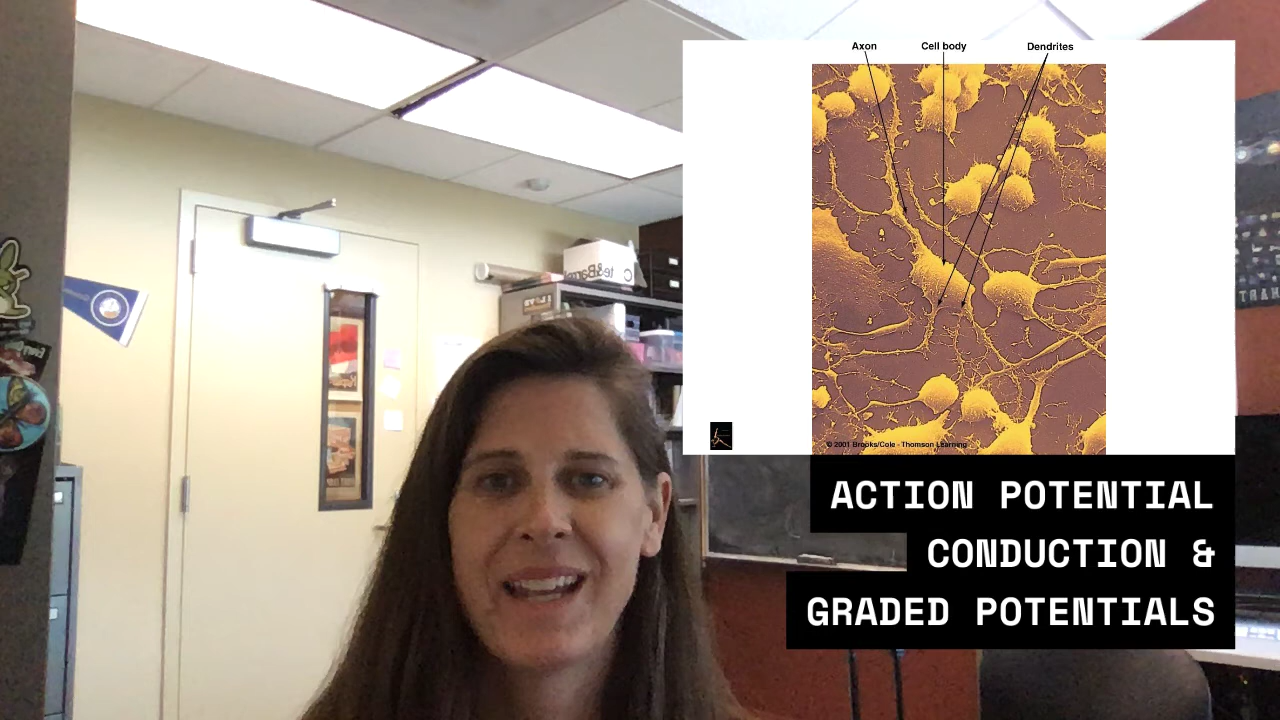 Axon Cell body Dendrites
© 2001 Brooks/Cole - Thomson Learning
ACTION POTENTIAL
CONDUCTION &
GRADED POTENTIALS